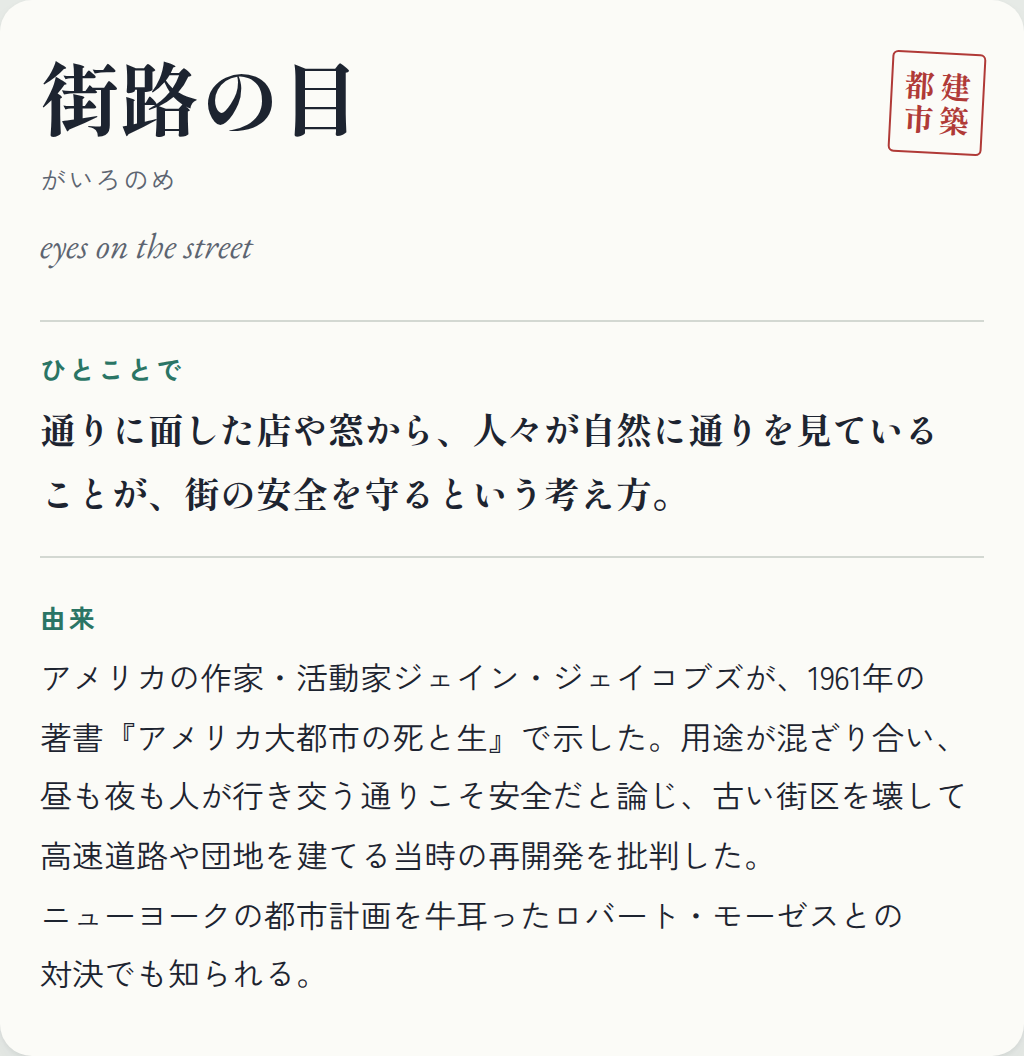 街路の目
建築
都市
がいろのめ
eyes on the street
ひとことで
通りに面した店や窓から、人々が自然に通りを見ている
ことが、街の安全を守るという考え方。
由来
アメリカの作家・活動家ジェイン・ジェイコブズが、1961年の
著書『アメリカ大都市の死と生』で示した。用途が混ざり合い、
昼も夜も人が行き交う通りこそ安全だと論じ、古い街区を壊して
高速道路や団地を建てる当時の再開発を批判した。
ニューヨークの都市計画を牛耳ったロバート・モーゼスとの
対決でも知られる。